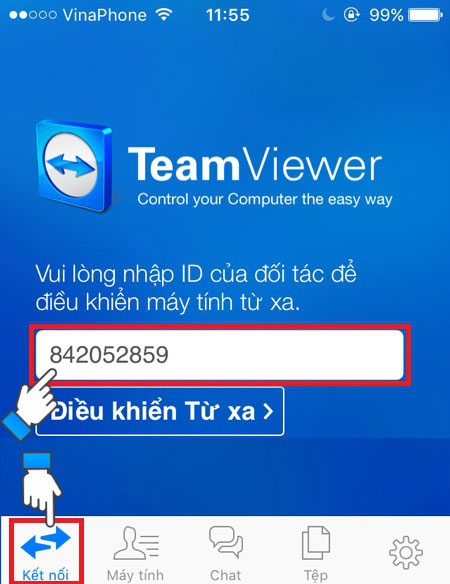 VinaPhone 11:55 99%
TeamViewer
Control your Computer the easy way
Vui lòng nhập ID của đối tác để
điều khiển máy tính từ xa.
842052859
Điều khiển Từ xa >
Kết nối Máy tính Chat Tệp